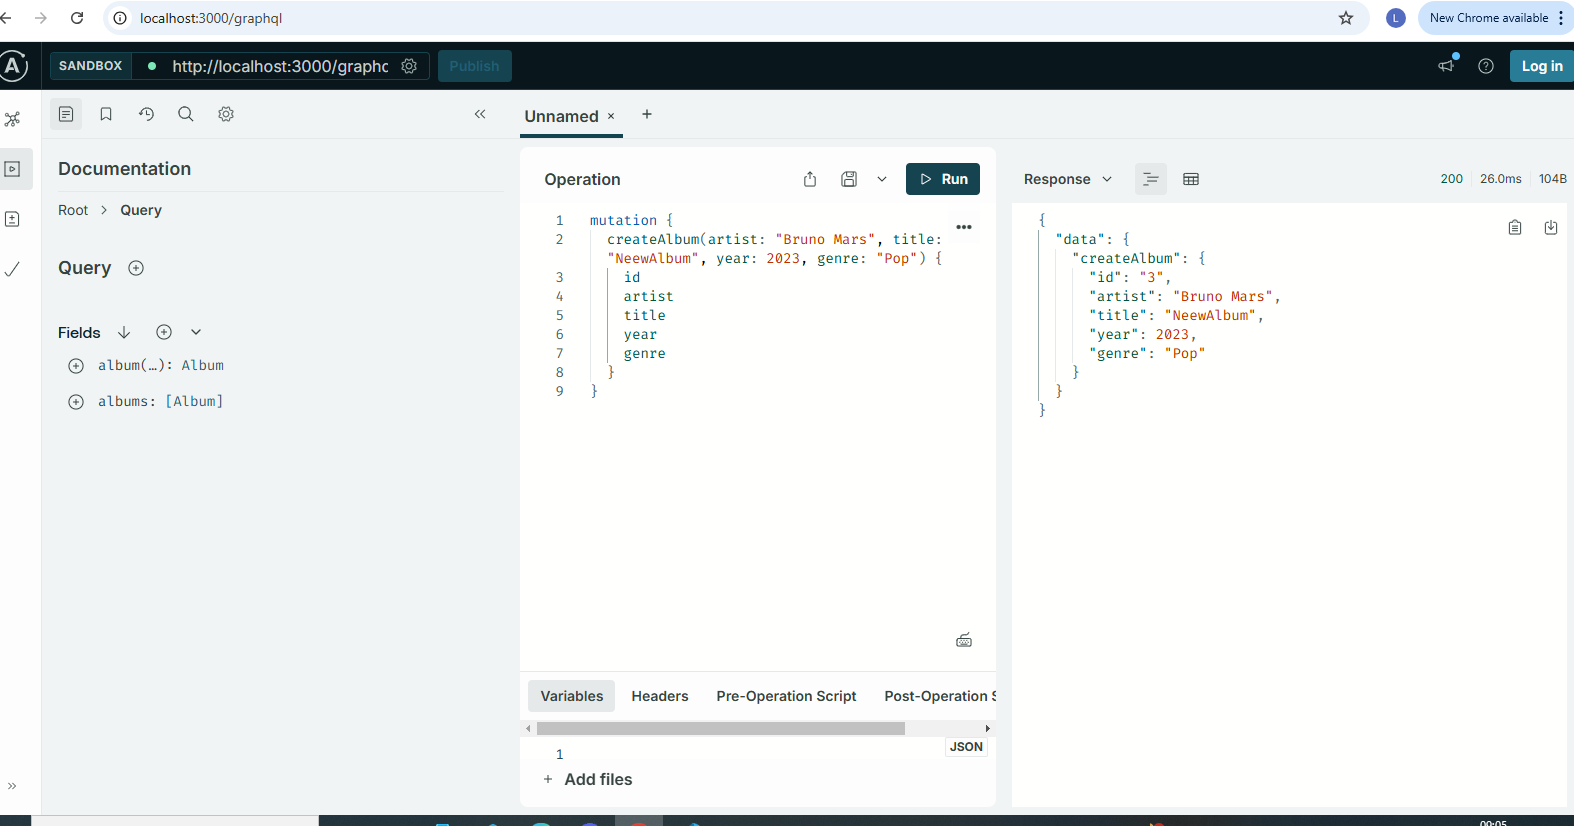 localhost:3000/graphql
L
New Chrome available
A
SANDBOX
http://localhost:3000/graphc
Publish
Log in
Unnamed
Documentation
Root > Query
Query
Fields
album(…): Album
albums: [Album]
Operation
Run
1 mutation {
2 createAlbum(artist: "Bruno Mars", title:
"NeewAlbum", year: 2023, genre: "Pop") {
3 id
4 artist
5 title
6 year
7 genre
8 }
9 }
Variables Headers Pre-Operation Script Post-Operation S
JSON
1
+ Add files
Response
200 26.0ms 104B
{
"data": {
"createAlbum": {
"id": "3",
"artist": "Bruno Mars",
"title": "NeewAlbum",
"year": 2023,
"genre": "Pop"
}
}
}